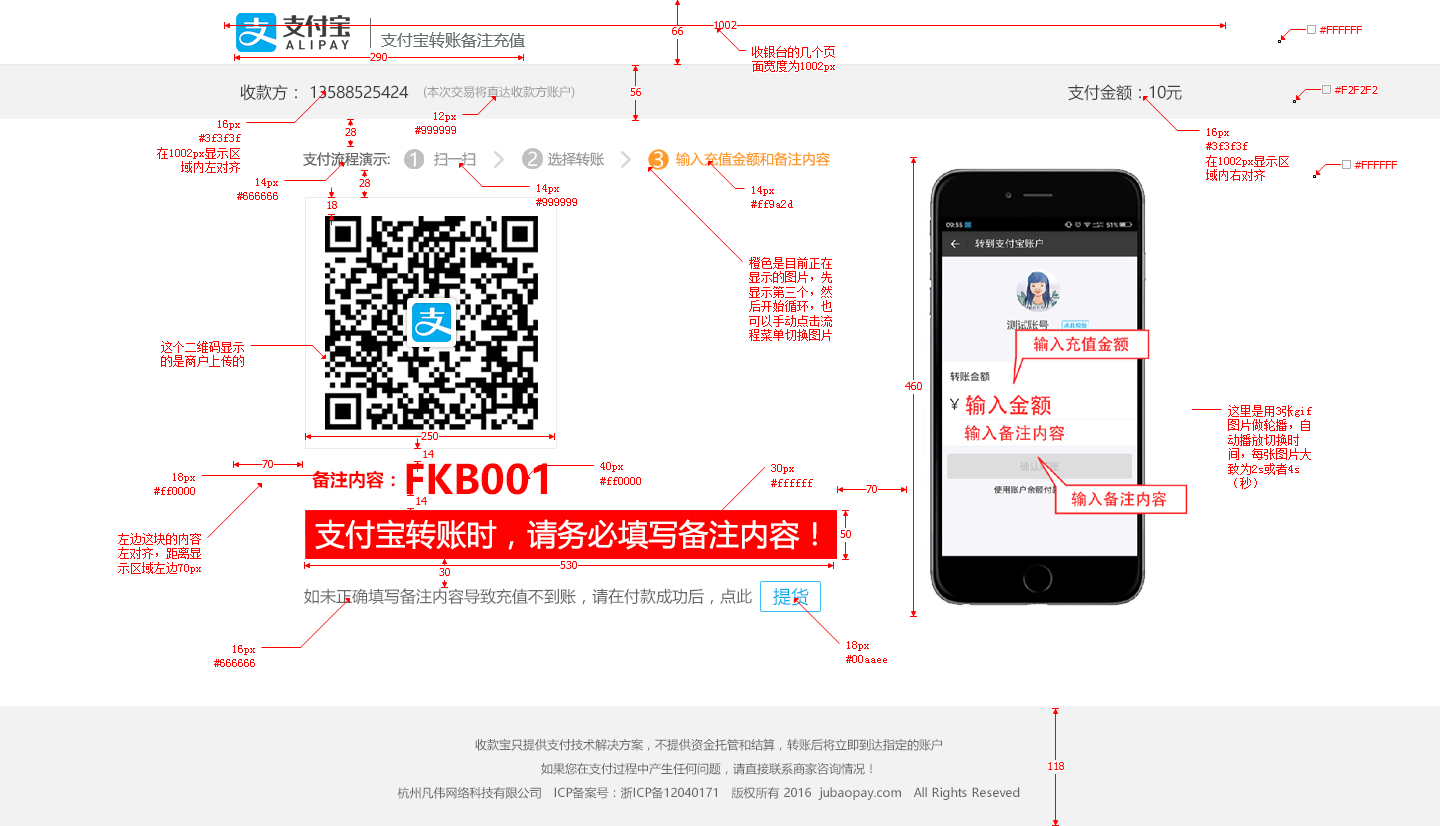 支付宝
ALIPAY
支付宝转账备注充值
290
66
1002
收银台的几个页
面宽度为1002px
#FFFFFF
收款方： 13588525424 (本次交易将直达收款方账户)
56
支付金额：10元
#F2F2F2
16px
#3f3f3f
在1002px显示区
域内左对齐
12px
#999999
16px
#3f3f3f
在1002px显示区
域内右对齐
#FFFFFF
28
支付流程演示: 1 扫一扫 2 选择转账 3 输入充值金额和备注内容
14px
#666666
28
14px
#999999
14px
#ff9a2d
18
橙色是目前正在
显示的图片，先
显示第三个，然
后开始循环，也
可以手动点击流
程菜单切换图片
这个二维码显示
的是商户上传的
支
250
14
70
18px
#ff0000
备注内容：FKB001
40px
#ff0000
30px
#ffffff
14
左边这块的内容
左对齐，距离显
示区域左边70px
支付宝转账时，请务必填写备注内容！
50
530
30
如未正确填写备注内容导致充值不到账，请在付款成功后，点此 提货
16px
#666666
18px
#00aaee
70
460
09:55
51%
转到支付宝账户
测试账号
点此校验
输入充值金额
转账金额
¥ 输入金额
输入备注内容
使用账户余额付
输入备注内容
这里是用3张gif
图片做轮播，自
动播放切换时
间，每张图片大
致为2s或者4s
（秒）
118
收款宝只提供支付技术解决方案，不提供资金托管和结算，转账后将立即到达指定的账户
如果您在支付过程中产生任何问题，请直接联系商家咨询情况！
杭州凡伟网络科技有限公司 ICP备案号：浙ICP备12040171 版权所有 2016 jubaopay.com All Rights Reseved